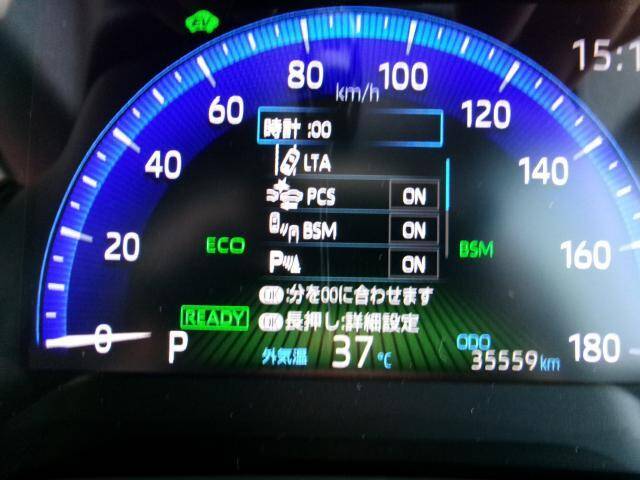 EV
80
100
km/h
15:1
60
120
時計 :00
40
LTA
140
PCS ON
BSM ON
20
ECO
BSM
160
P ON
OK:分を00に合わせます
READY
OK長押し:詳細設定
0
P
外気温 37℃
ODO
35559 km
180